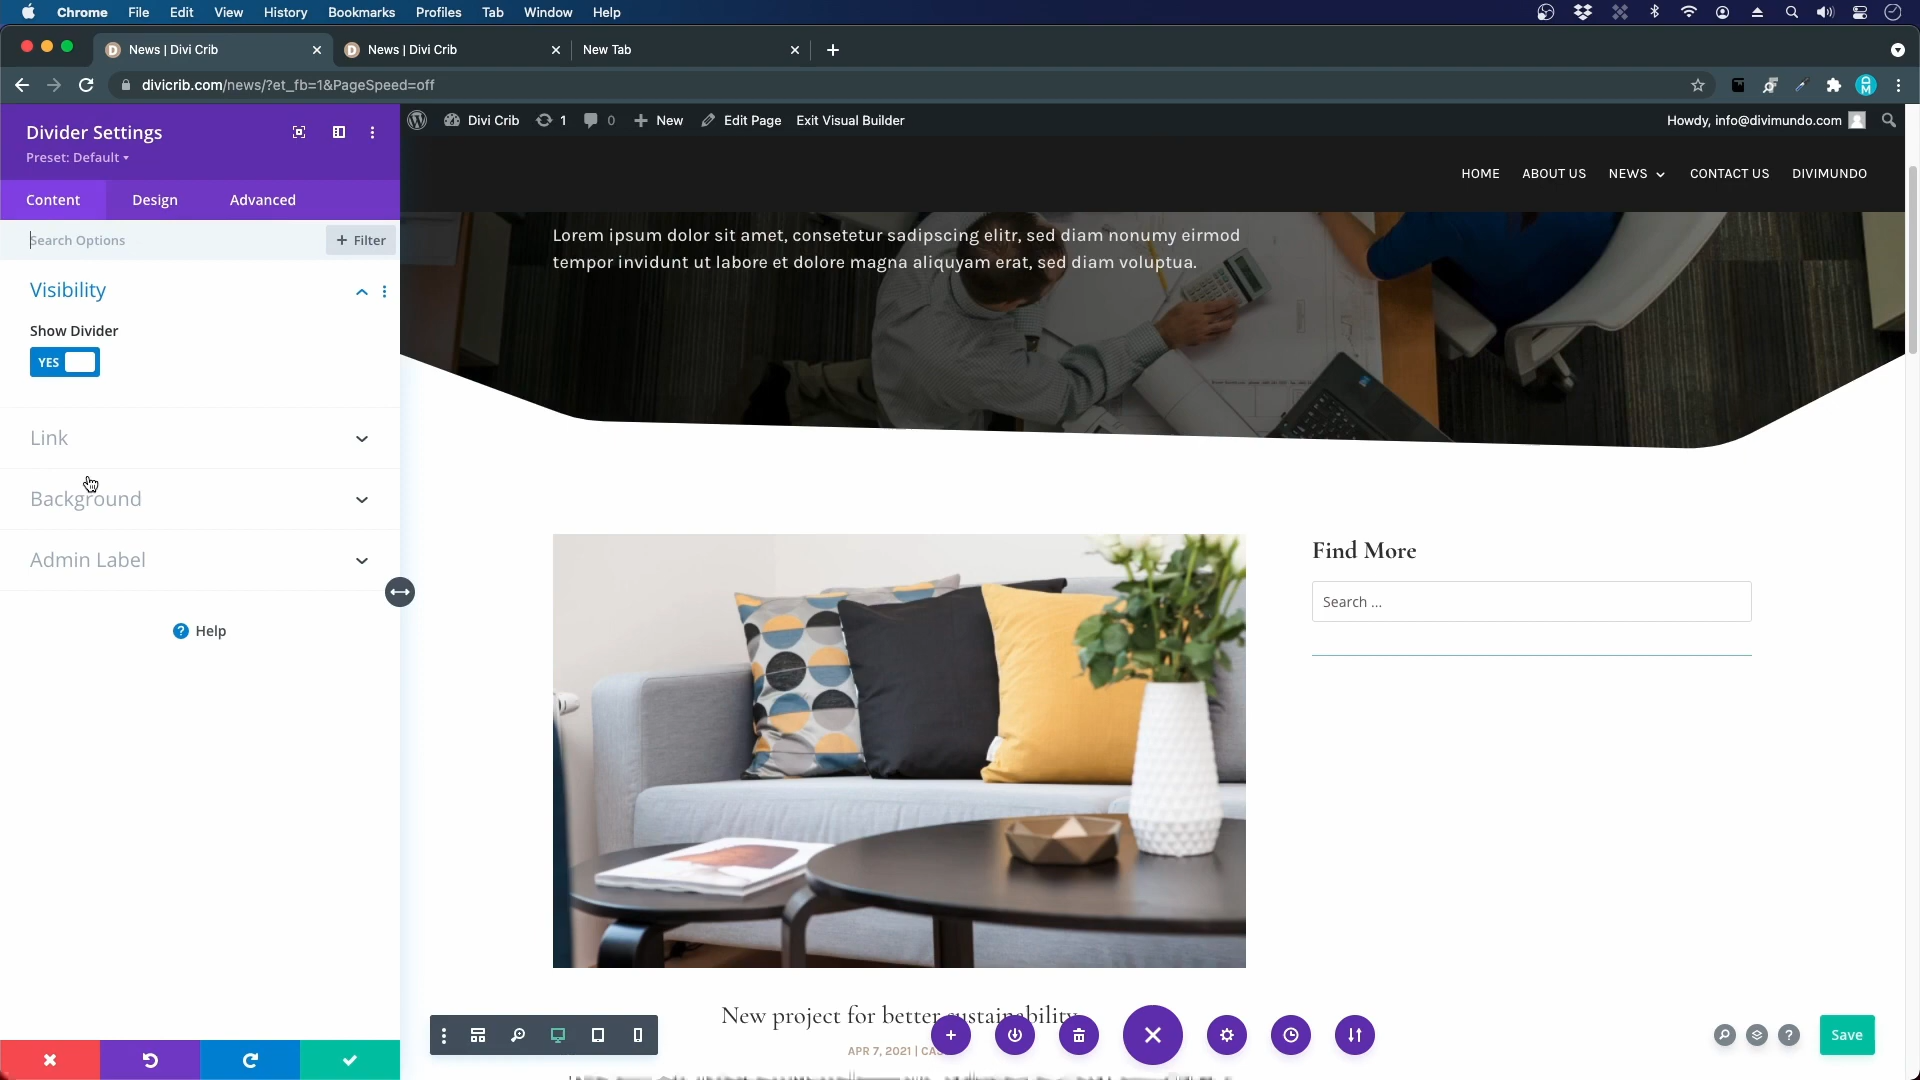 Chrome File Edit View History Bookmarks Profiles Tab Window Help
News | Divi Crib
News | Divi Crib
New Tab
divicrib.com/news/?et_fb=1&PageSpeed=off
Divider Settings
Preset: Default
Content Design Advanced
Search Options
+ Filter
Visibility
Show Divider
YES
Link
Background
Admin Label
? Help
Divi Crib 1 0 + New Edit Page Exit Visual Builder
Howdy, info@divimundo.com
HOME ABOUT US NEWS CONTACT US DIVIMUNDO
Lorem ipsum dolor sit amet, consetetur sadipscing elitr, sed diam nonumy eirmod
tempor invidunt ut labore et dolore magna aliquyam erat, sed diam voluptua.
Find More
Search ...
New project for better sustainability
APR 7, 2021 |
Save